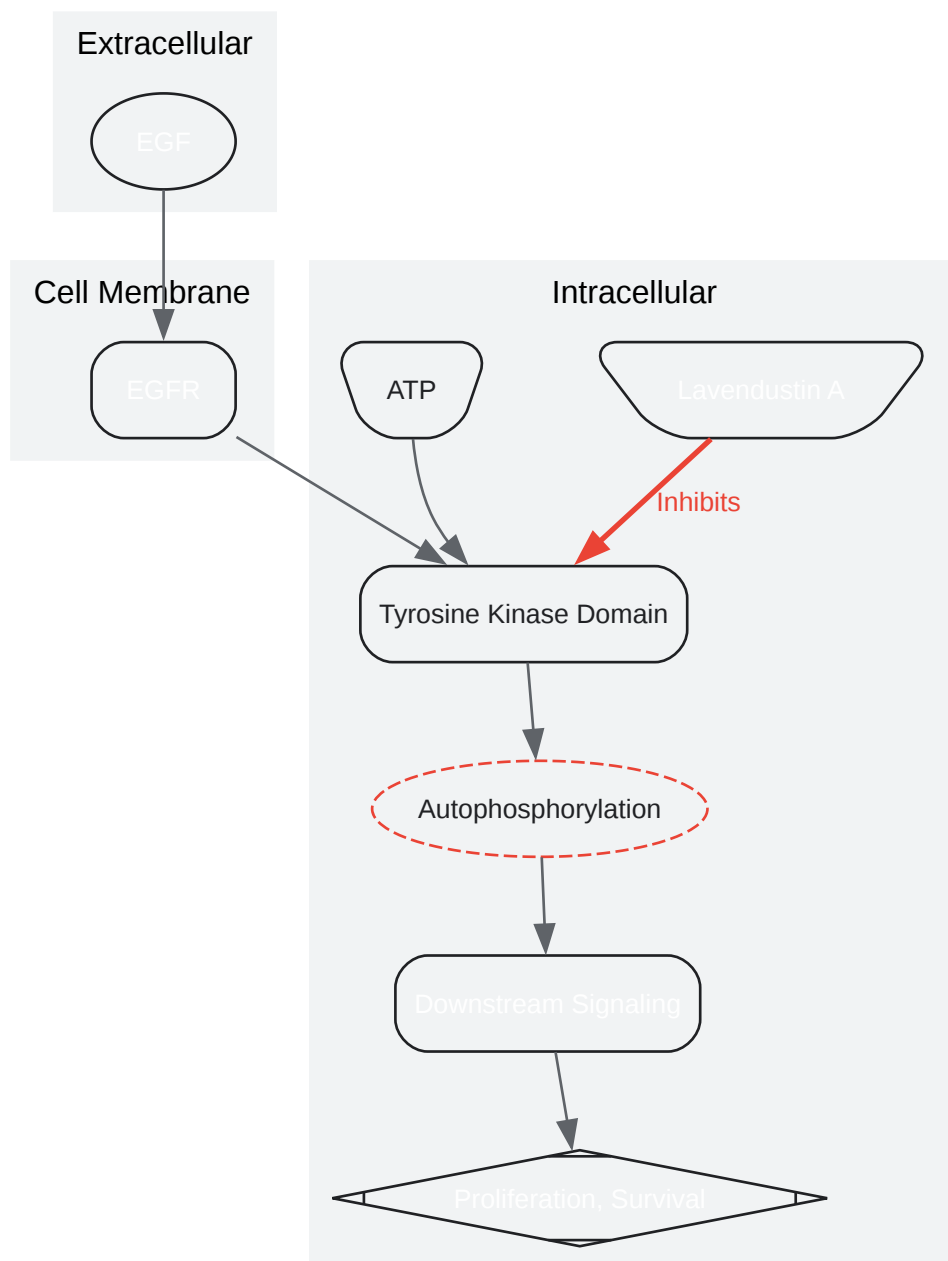 Extracellular
EGF
Cell Membrane
Intracellular
EGFR
ATP
Lavendustin A
Inhibits
Tyrosine Kinase Domain
Autophosphorylation
Downstream Signaling
Proliferation, Survival